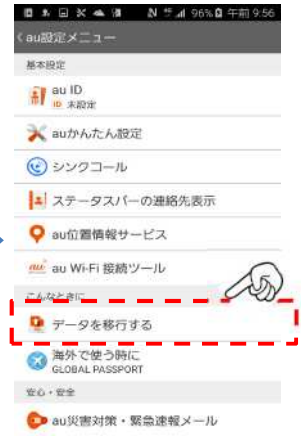 96% 午前 9:56
au設定メニュー
基本設定
au ID
ID 未設定
auかんたん設定
シンクコール
ステータスバーの連絡先表示
au位置情報サービス
au au Wi-Fi 接続ツール
こんなときに
データを移行する
海外で使う時に
GLOBAL PASSPORT
安心・安全
au災害対策・緊急速報メール